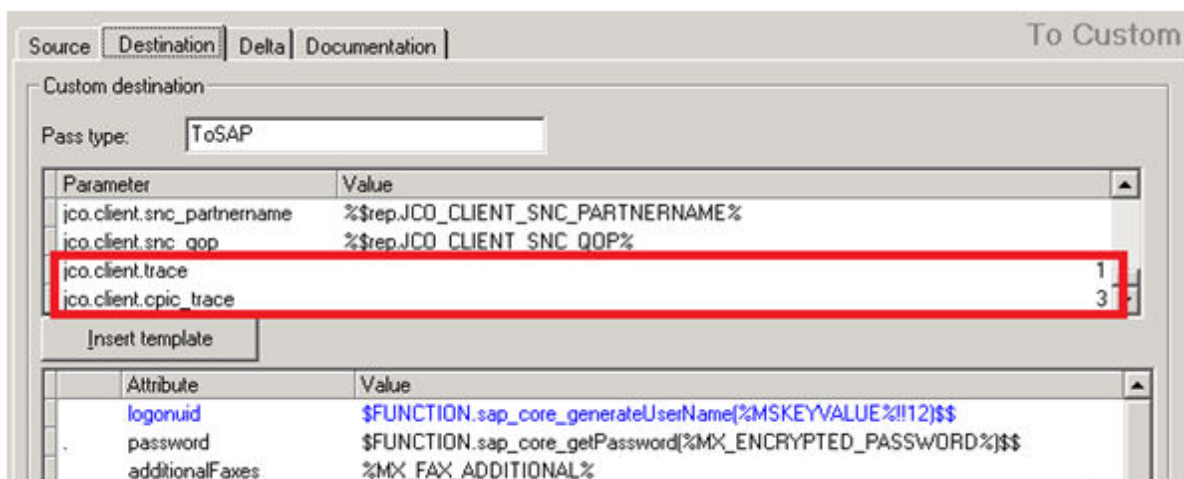 To Custom
Source Destination Delta Documentation
Custom destination
Pass type: ToSAP
Parameter Value
jco.client.snc_partnername %$rep.JCO_CLIENT_SNC_PARTNERNAME%
jco.client.snc_qop %$rep.JCO_CLIENT_SNC_QOP%
jco.client.trace 1
jco.client.cpic_trace 3
Insert template
Attribute Value
logonuid $FUNCTION.sap_core_generateUserName(%MSKEYVALUE%!!12)$$
password $FUNCTION.sap_core_getPassword(%MX_ENCRYPTED_PASSWORD%)$$
additionalFaxes %MX_FAX_ADDITIONAL%